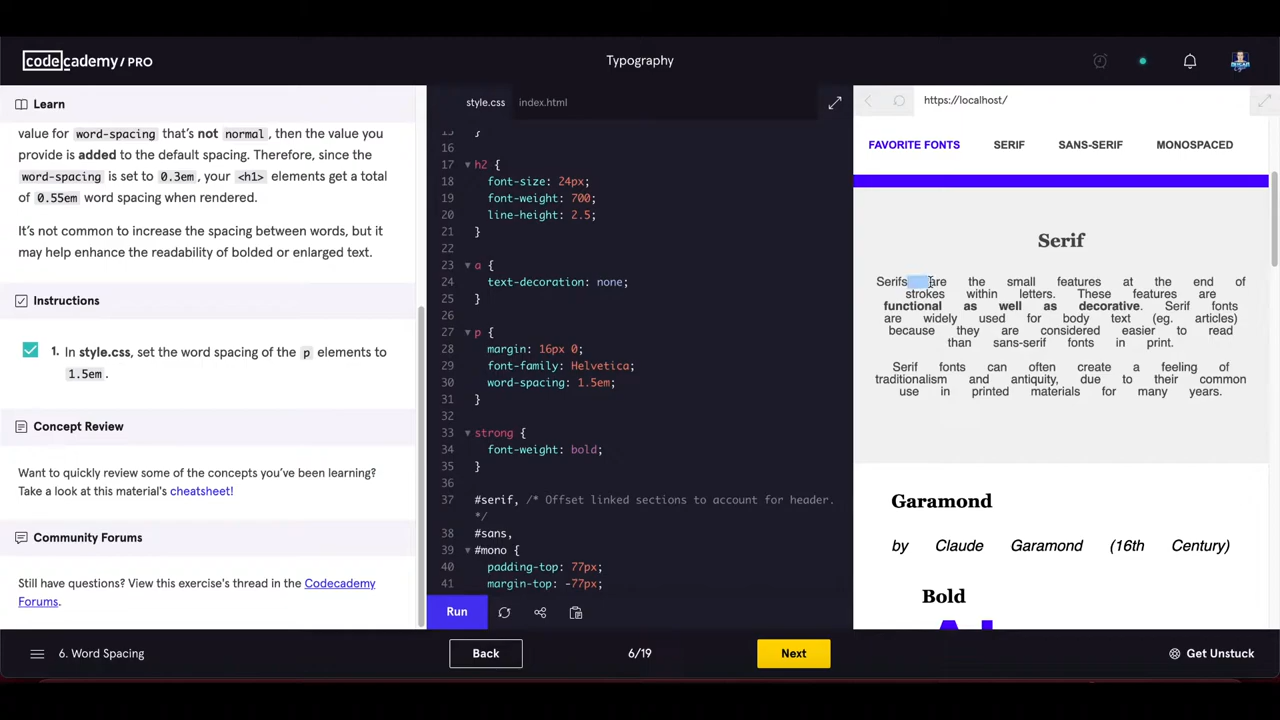 codecademy / PRO
Typography
Learn
value for word-spacing that's not normal, then the value you
provide is added to the default spacing. Therefore, since the
word-spacing is set to 0.3em, your <h1> elements get a total
of 0.55em word spacing when rendered.
It's not common to increase the spacing between words, but it
may help enhance the readability of bolded or enlarged text.
Instructions
1. In style.css, set the word spacing of the p elements to
1.5em.
Concept Review
Want to quickly review some of the concepts you've been learning?
Take a look at this material's cheatsheet!
Community Forums
Still have questions? View this exercise's thread in the Codecademy
Forums.
style.css index.html
15 }
16
17 h2 {
18 font-size: 24px;
19 font-weight: 700;
20 line-height: 2.5;
21 }
22
23 a {
24 text-decoration: none;
25 }
26
27 p {
28 margin: 16px 0;
29 font-family: Helvetica;
30 word-spacing: 1.5em;
31 }
32
33 strong {
34 font-weight: bold;
35 }
36
37 #serif, /* Offset linked sections to account for header.
*/
38 #sans,
39 #mono {
40 padding-top: 77px;
41 margin-top: -77px;
Run
https://localhost/
FAVORITE FONTS SERIF SANS-SERIF MONOSPACED
Serif
Serifs are the small features at the end of
strokes within letters. These features are
functional as well as decorative. Serif fonts
are widely used for body text (eg. articles)
because they are considered easier to read
than sans-serif fonts in print.
Serif fonts can often create a feeling of
traditionalism and antiquity, due to their common
use in printed materials for many years.
Garamond
by Claude Garamond (16th Century)
Bold
6. Word Spacing
Back
6/19
Next
Get Unstuck